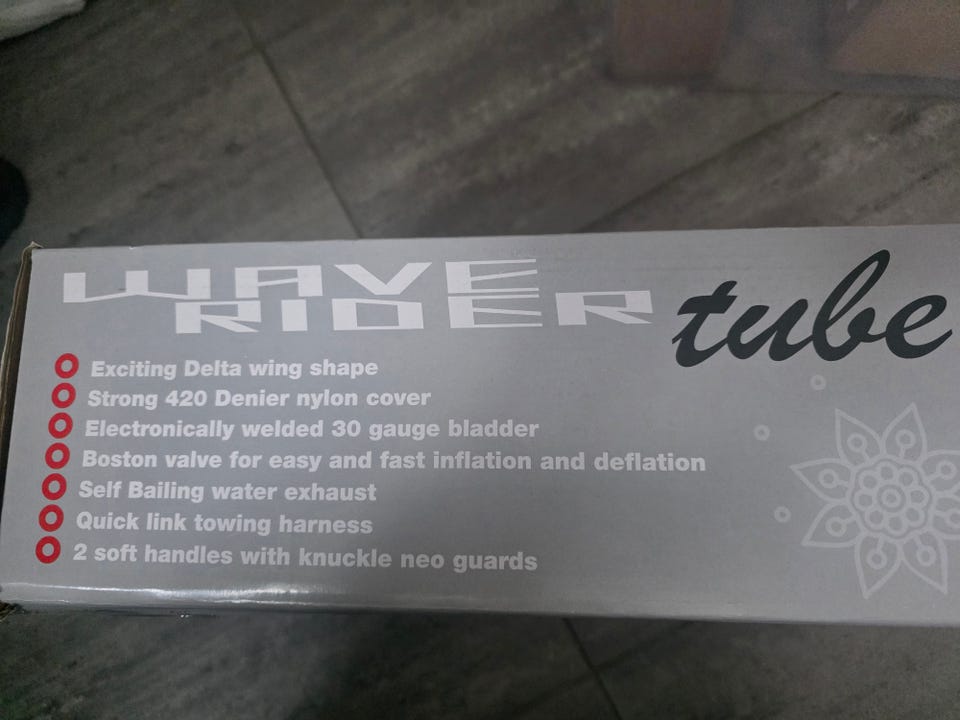 WAVE
RIDER tube
Exciting Delta wing shape
Strong 420 Denier nylon cover
Electronically welded 30 gauge bladder
Boston valve for easy and fast inflation and deflation
Self Bailing water exhaust
Quick link towing harness
2 soft handles with knuckle neo guards